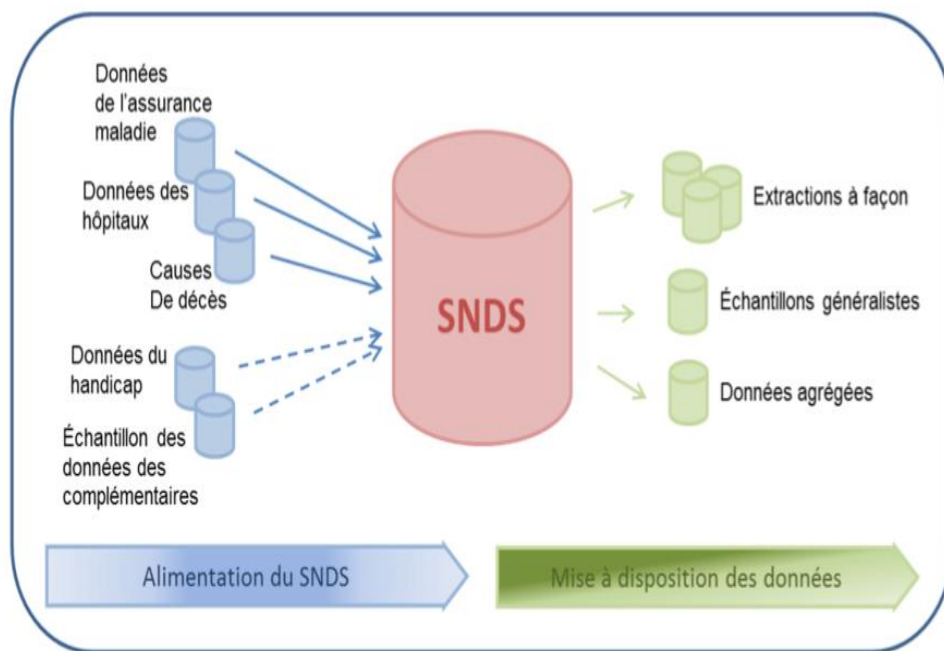 Données
de l'assurance
maladie
Données des
hôpitaux
Causes
De décès
Données du
handicap
Échantillon des
données des
complémentaires
SNDS
Extractions à façon
Échantillons généralistes
Données agrégées
Alimentation du SNDS
Mise à disposition des données